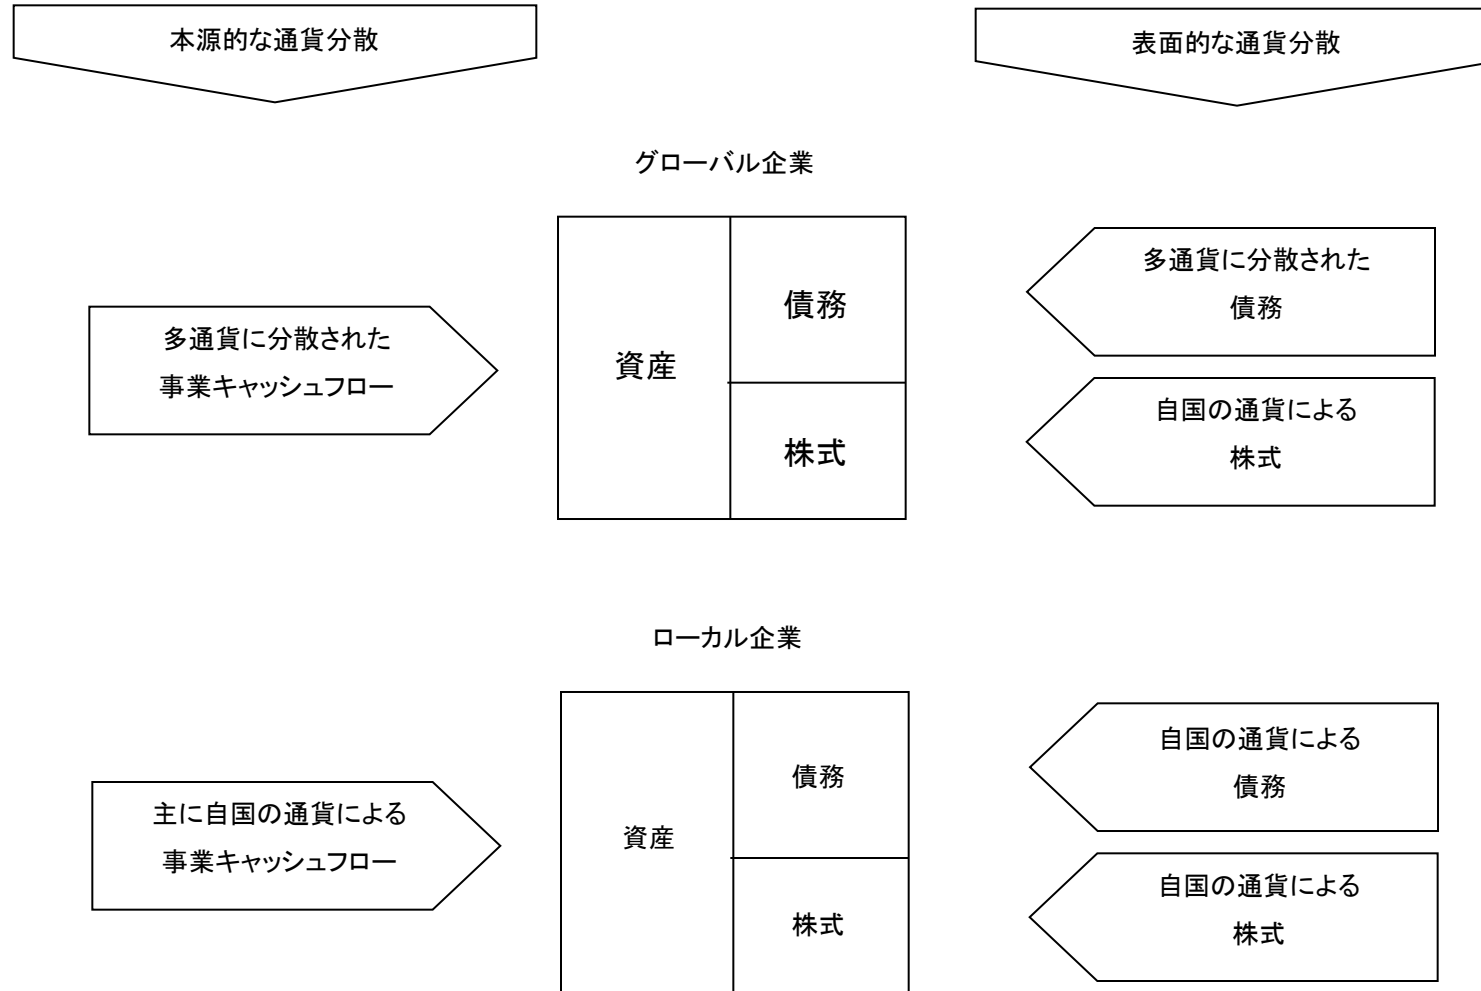 本源的な通貨分散
表面的な通貨分散
グローバル企業
多通貨に分散された
事業キャッシュフロー
資産
債務
株式
多通貨に分散された
債務
自国の通貨による
株式
ローカル企業
主に自国の通貨による
事業キャッシュフロー
資産
債務
株式
自国の通貨による
債務
自国の通貨による
株式